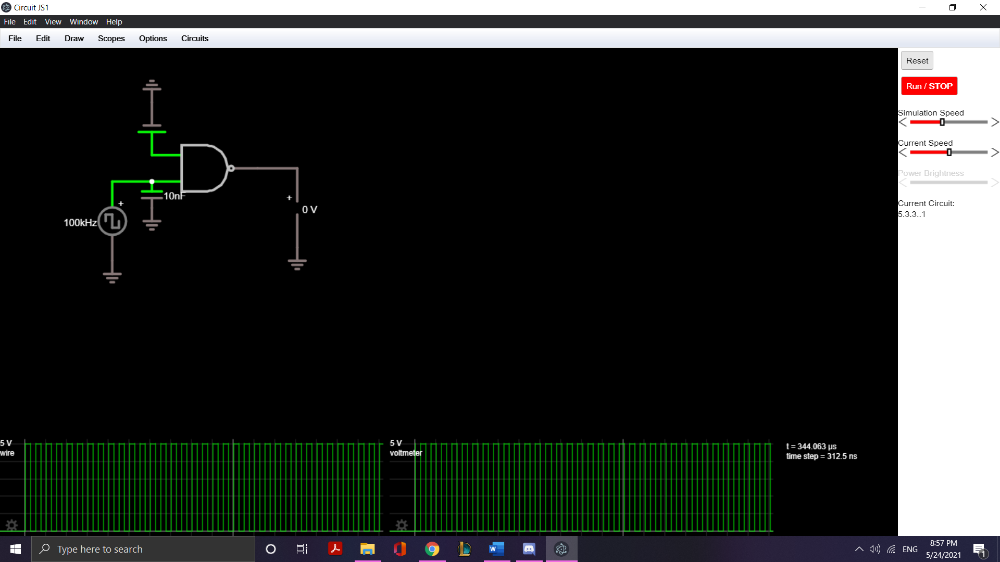 Circuit JS1
File Edit View Window Help
File Edit Draw Scopes Options Circuits
Reset
Run / STOP
Simulation Speed
Current Speed
Power Brightness
Current Circuit:
5.3.3..1
10nF
+
+
0 V
100kHz
5 V
wire
5 V
voltmeter
t = 344.063 µs
time step = 312.5 ns
Type here to search
ENG
8:57 PM
5/24/2021
1